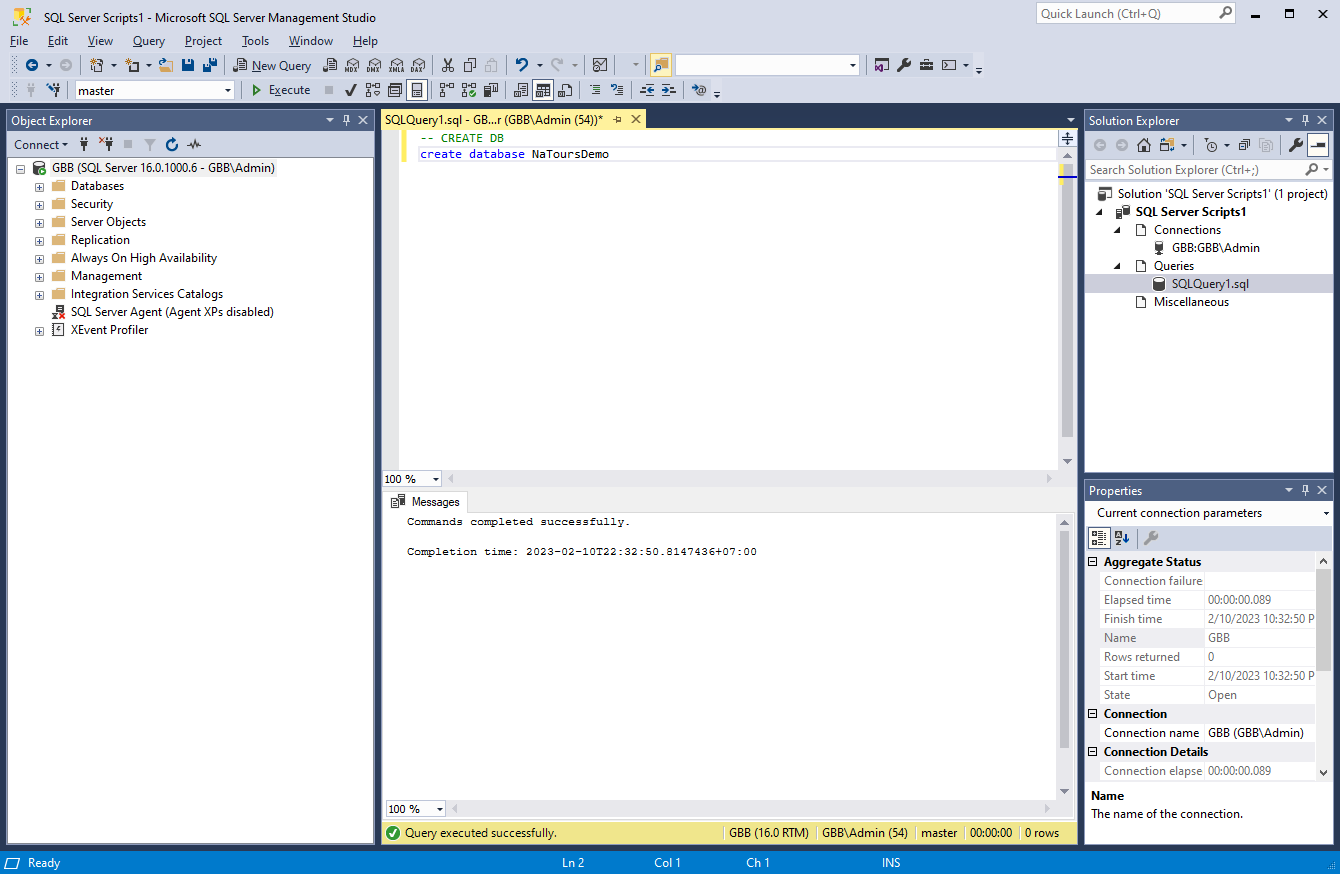 SQL Server Scripts1 - Microsoft SQL Server Management Studio
Quick Launch (Ctrl+Q)
File Edit View Query Project Tools Window Help
New Query
MDX DMX XMLA DAX
master
Execute
Object Explorer
Connect
GBB (SQL Server 16.0.1000.6 - GBB\Admin)
Databases
Security
Server Objects
Replication
Always On High Availability
Management
Integration Services Catalogs
SQL Server Agent (Agent XPs disabled)
XEvent Profiler
SQLQuery1.sql - GB...r (GBB\Admin (54))*
-- CREATE DB
create database NaToursDemo
100 %
Messages
Commands completed successfully.
Completion time: 2023-02-10T22:32:50.8147436+07:00
100 %
Query executed successfully.
GBB (16.0 RTM)
GBB\Admin (54)
master
00:00:00
0 rows
Solution Explorer
Search Solution Explorer (Ctrl+;)
Solution 'SQL Server Scripts1' (1 project)
SQL Server Scripts1
Connections
GBB:GBB\Admin
Queries
SQLQuery1.sql
Miscellaneous
Properties
Current connection parameters
Aggregate Status
Connection failure
Elapsed time 00:00:00.089
Finish time 2/10/2023 10:32:50 P
Name GBB
Rows returned 0
Start time 2/10/2023 10:32:50 P
State Open
Connection
Connection name GBB (GBB\Admin)
Connection Details
Connection elapse 00:00:00.089
Name
The name of the connection.
Ready
Ln 2
Col 1
Ch 1
INS